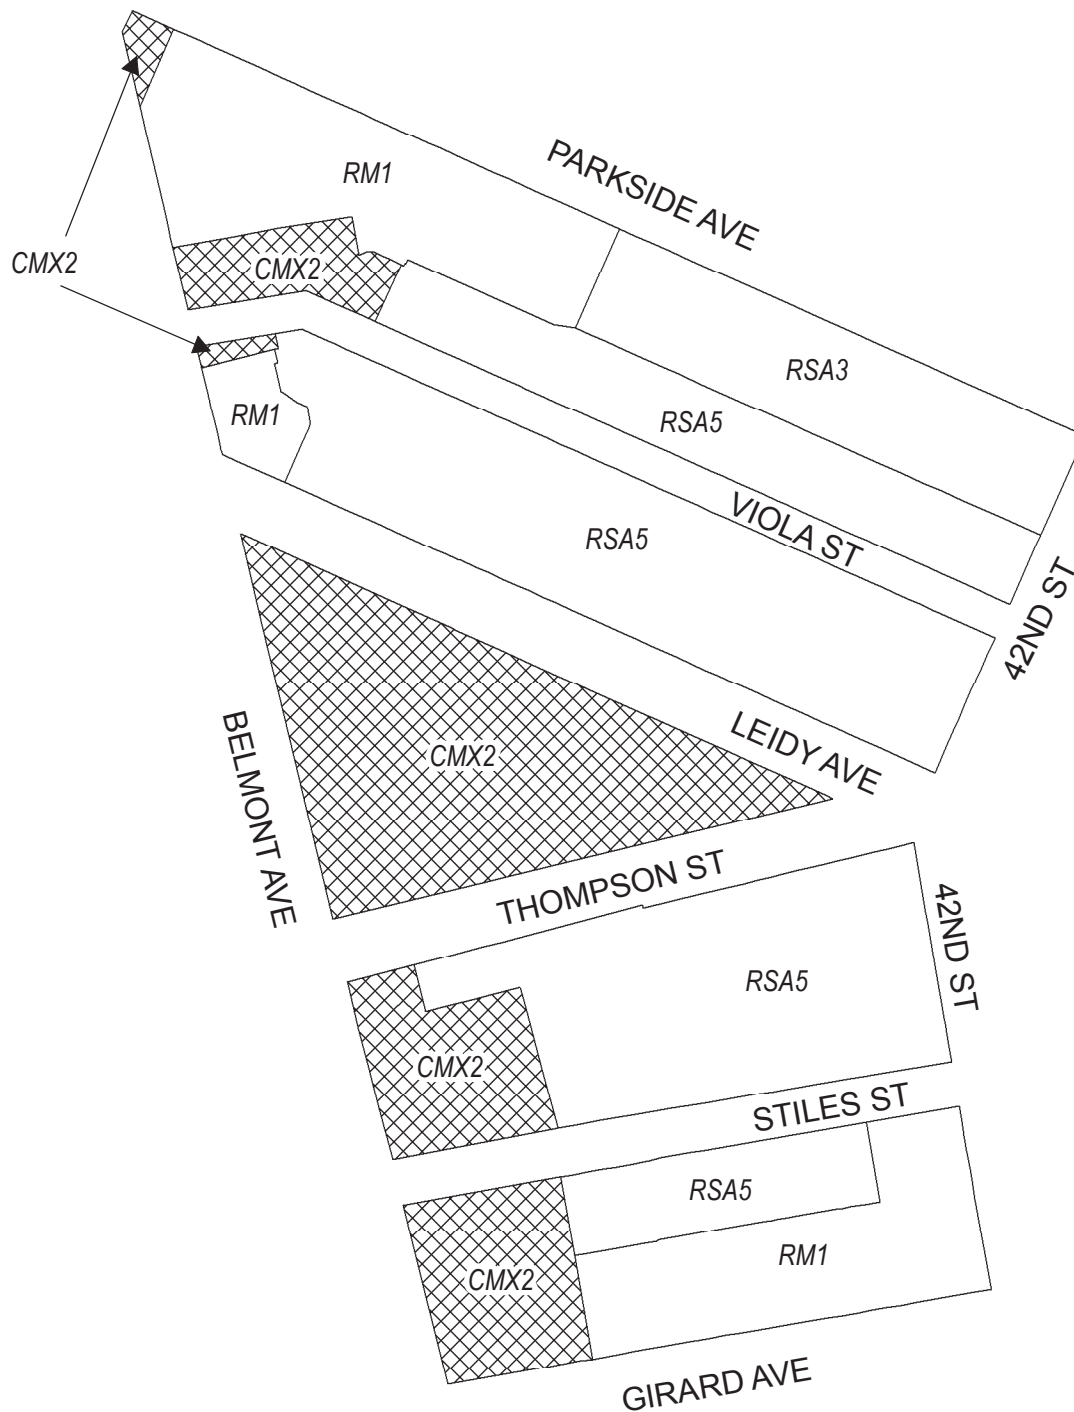 PARKSIDE AVE
RM1
CMX2
CMX2
RSA3
RSA5
RM1
VIOLA ST
RSA5
42ND ST
BELMONT AVE
CMX2
LEIDY AVE
THOMPSON ST
42ND ST
RSA5
CMX2
STILES ST
RSA5
RM1
CMX2
GIRARD AVE